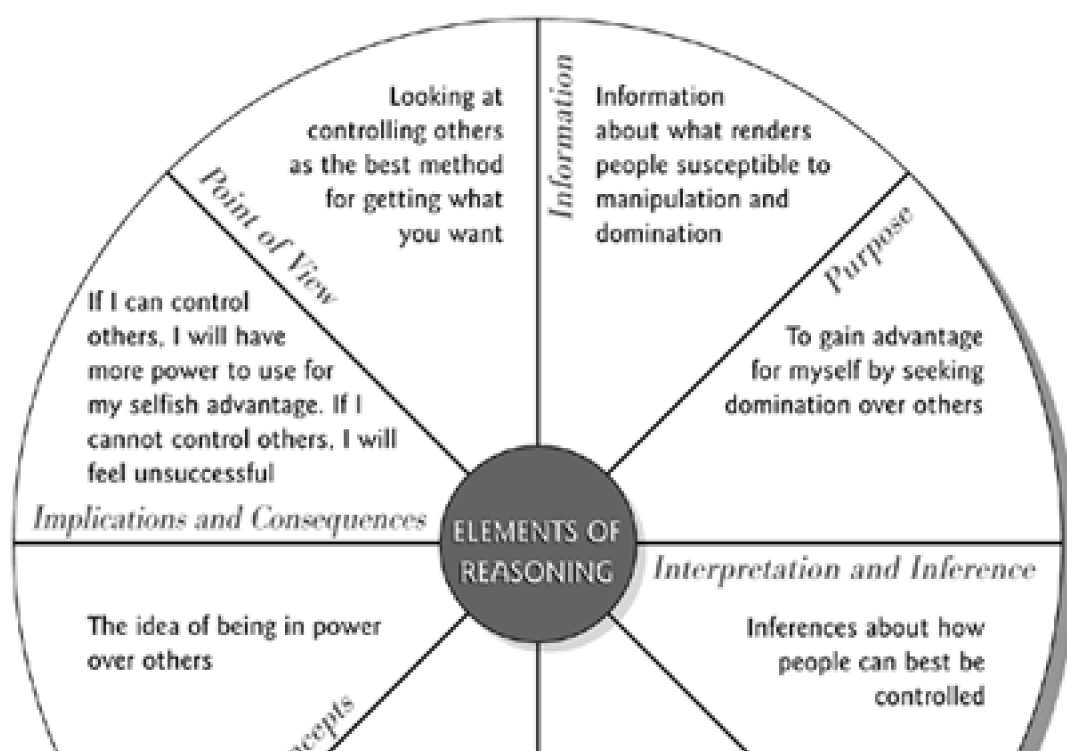 Looking at
controlling others
as the best method
for getting what
you want
Point of View
Information
Information
about what renders
people susceptible to
manipulation and
domination
Purpose
To gain advantage
for myself by seeking
domination over others
If I can control
others, I will have
more power to use for
my selfish advantage. If I
cannot control others, I will
feel unsuccessful
Implications and Consequences
ELEMENTS OF
REASONING
Interpretation and Inference
Inferences about how
people can best be
controlled
The idea of being in power
over others